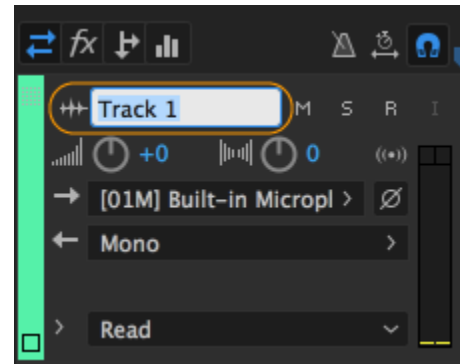 fx
Track 1 M S R I
+0 0
[01M] Built-in Micropl >
Mono >
> Read